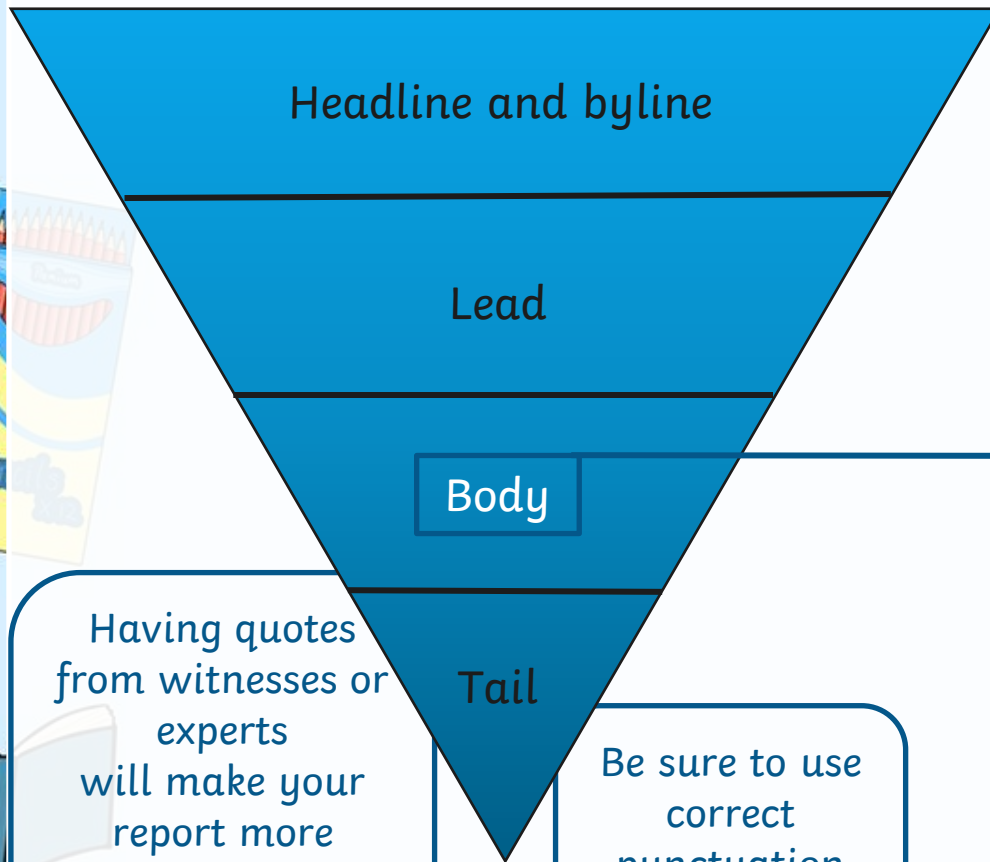 Headline and byline
Lead
Body
Tail
Having quotes
from witnesses or
experts
will make your
report more
Be sure to use
correct
punctuation